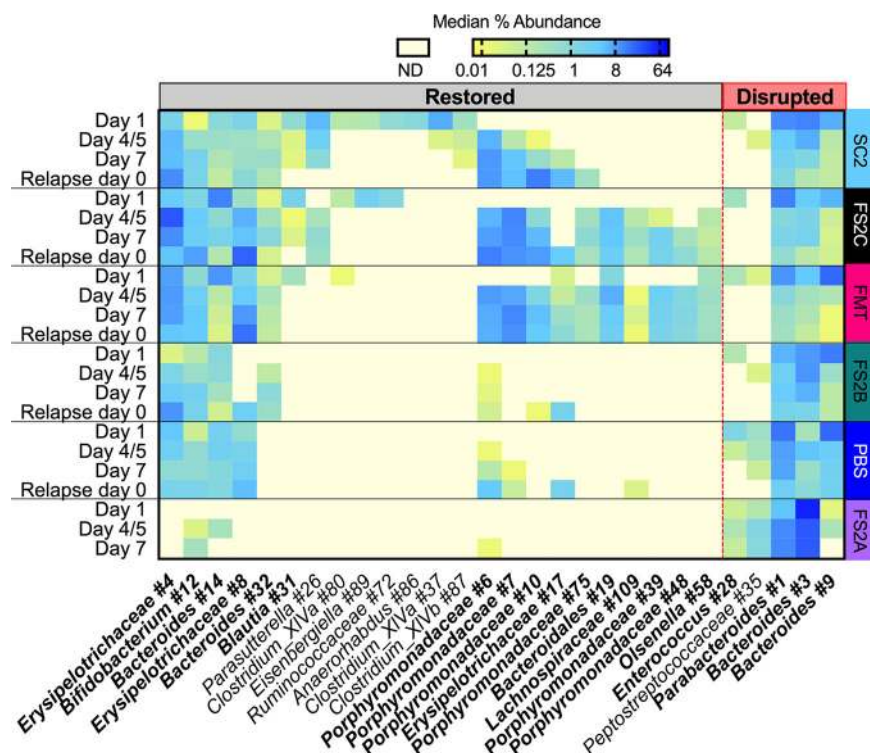 Median % Abundance
ND
0.01 0.125 1 8 64
Restored Disrupted
Day 1
Day 4/5
Day 7
Relapse day 0
SC2
Day 1
Day 4/5
Day 7
Relapse day 0
FS2C
Day 1
Day 4/5
Day 7
Relapse day 0
FMT
Day 1
Day 4/5
Day 7
Relapse day 0
FS2B
Day 1
Day 4/5
Day 7
Relapse day 0
PBS
Day 1
Day 4/5
Day 7
FS2A
Erysipelotrichaceae #4
Bifidobacterium #12
Bacteroides #14
Erysipelotrichaceae #8
Bacteroides #32
Blautia #31
Parasutterella #26
Clostridium_XIVa #80
Eisenbergiella #89
Ruminococcaceae #72
Anaerorhabdus #86
Clostridium_XIVa #37
Clostridium_XIVb #87
Porphyromonadaceae #6
Porphyromonadaceae #7
Porphyromonadaceae #10
Erysipelotrichaceae #17
Porphyromonadaceae #75
Bacteroidales #19
Lachnospiraceae #109
Porphyromonadaceae #39
Porphyromonadaceae #48
Olsenella #58
Enterococcus #28
Peptostreptococcaceae #35
Parabacteroides #1
Bacteroides #3
Bacteroides #9